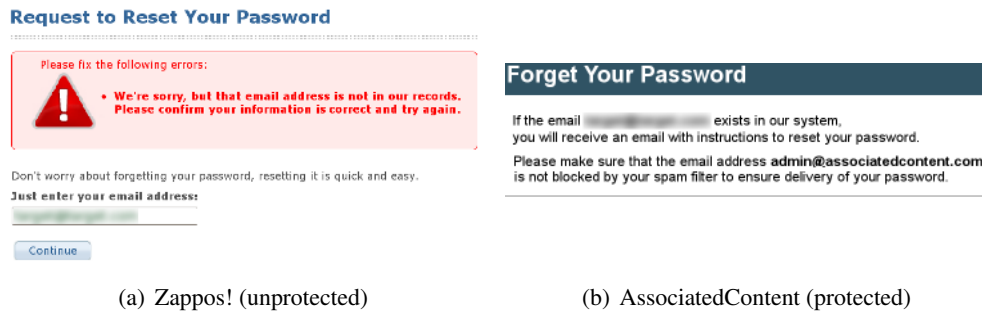 Request to Reset Your Password
Please fix the following errors:
• We're sorry, but that email address is not in our records.
Please confirm your information is correct and try again.
Don't worry about forgetting your password, resetting it is quick and easy.
Just enter your email address:
Continue
(a) Zappos! (unprotected)
Forget Your Password
If the email exists in our system,
you will receive an email with instructions to reset your password.
Please make sure that the email address admin@associatedcontent.com
is not blocked by your spam filter to ensure delivery of your password.
(b) AssociatedContent (protected)